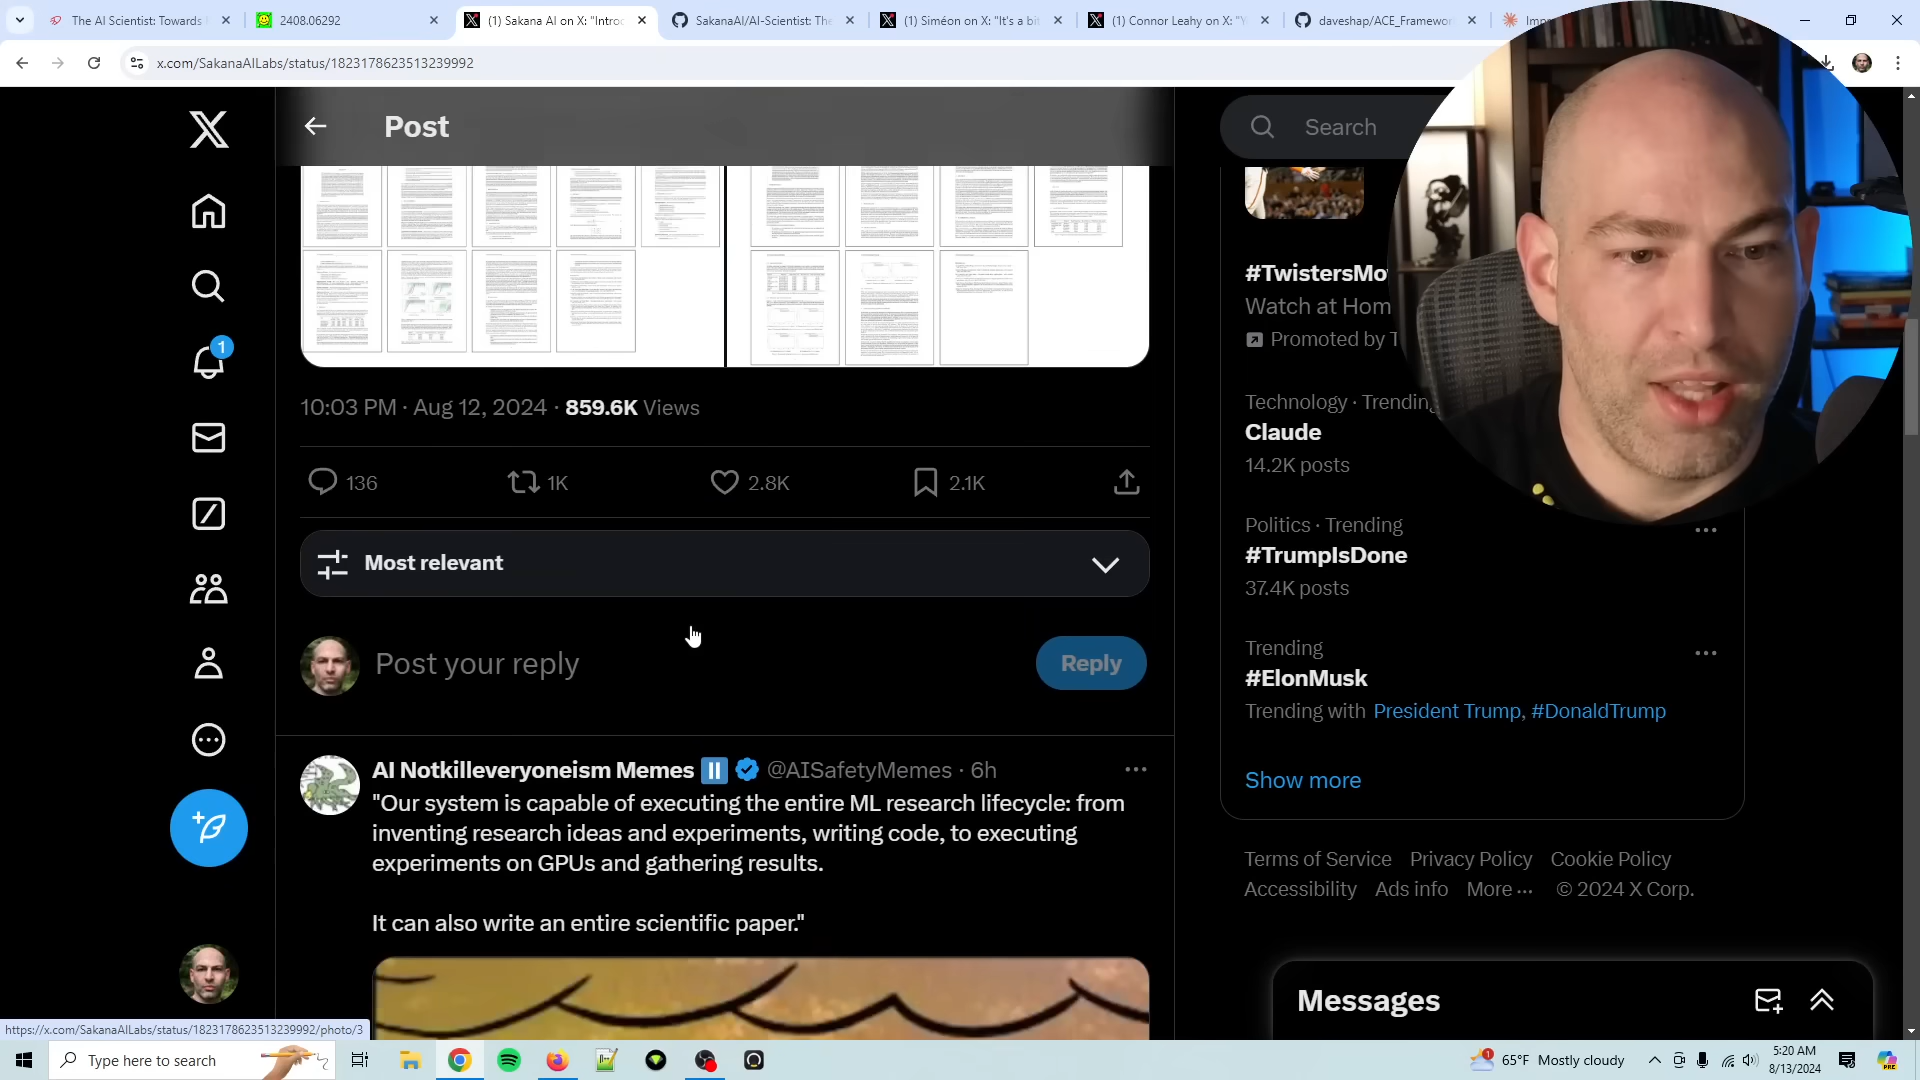 The AI Scientist: Towards
2408.06292
(1) Sakana AI on X: "Introd
SakanaAI/AI-Scientist: The
(1) Siméon on X: "It's a bit
(1) Connor Leahy on X: "Y
daveshap/ACE_Framewor
Imp
x.com/SakanaAILabs/status/1823178623513239992
Post
Search
#TwistersMo
Watch at Hom
Promoted by T
10:03 PM · Aug 12, 2024 · 859.6K Views
Technology · Trending
Claude
14.2K posts
136
1K
2.8K
2.1K
Politics · Trending
#TrumpIsDone
37.4K posts
Most relevant
Post your reply
Reply
Trending
#ElonMusk
Trending with President Trump, #DonaldTrump
Show more
AI Notkilleveryoneism Memes @AISafetyMemes · 6h
"Our system is capable of executing the entire ML research lifecycle: from
inventing research ideas and experiments, writing code, to executing
experiments on GPUs and gathering results.
It can also write an entire scientific paper."
Terms of Service Privacy Policy Cookie Policy
Accessibility Ads info More ··· © 2024 X Corp.
Messages
1
https://x.com/SakanaAILabs/status/1823178623513239992/photo/3
Type here to search
1
65°F Mostly cloudy
5:20 AM
8/13/2024
PRE